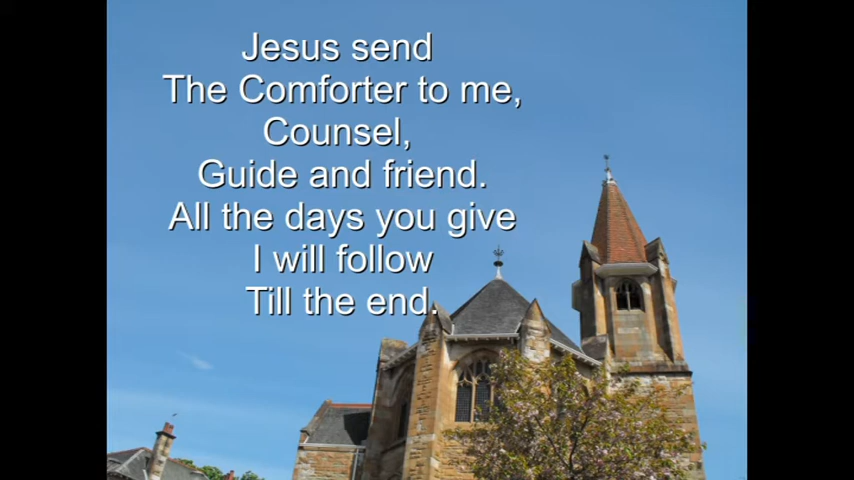 Jesus send
The Comforter to me,
Counsel,
Guide and friend.
All the days you give
I will follow
Till the end.